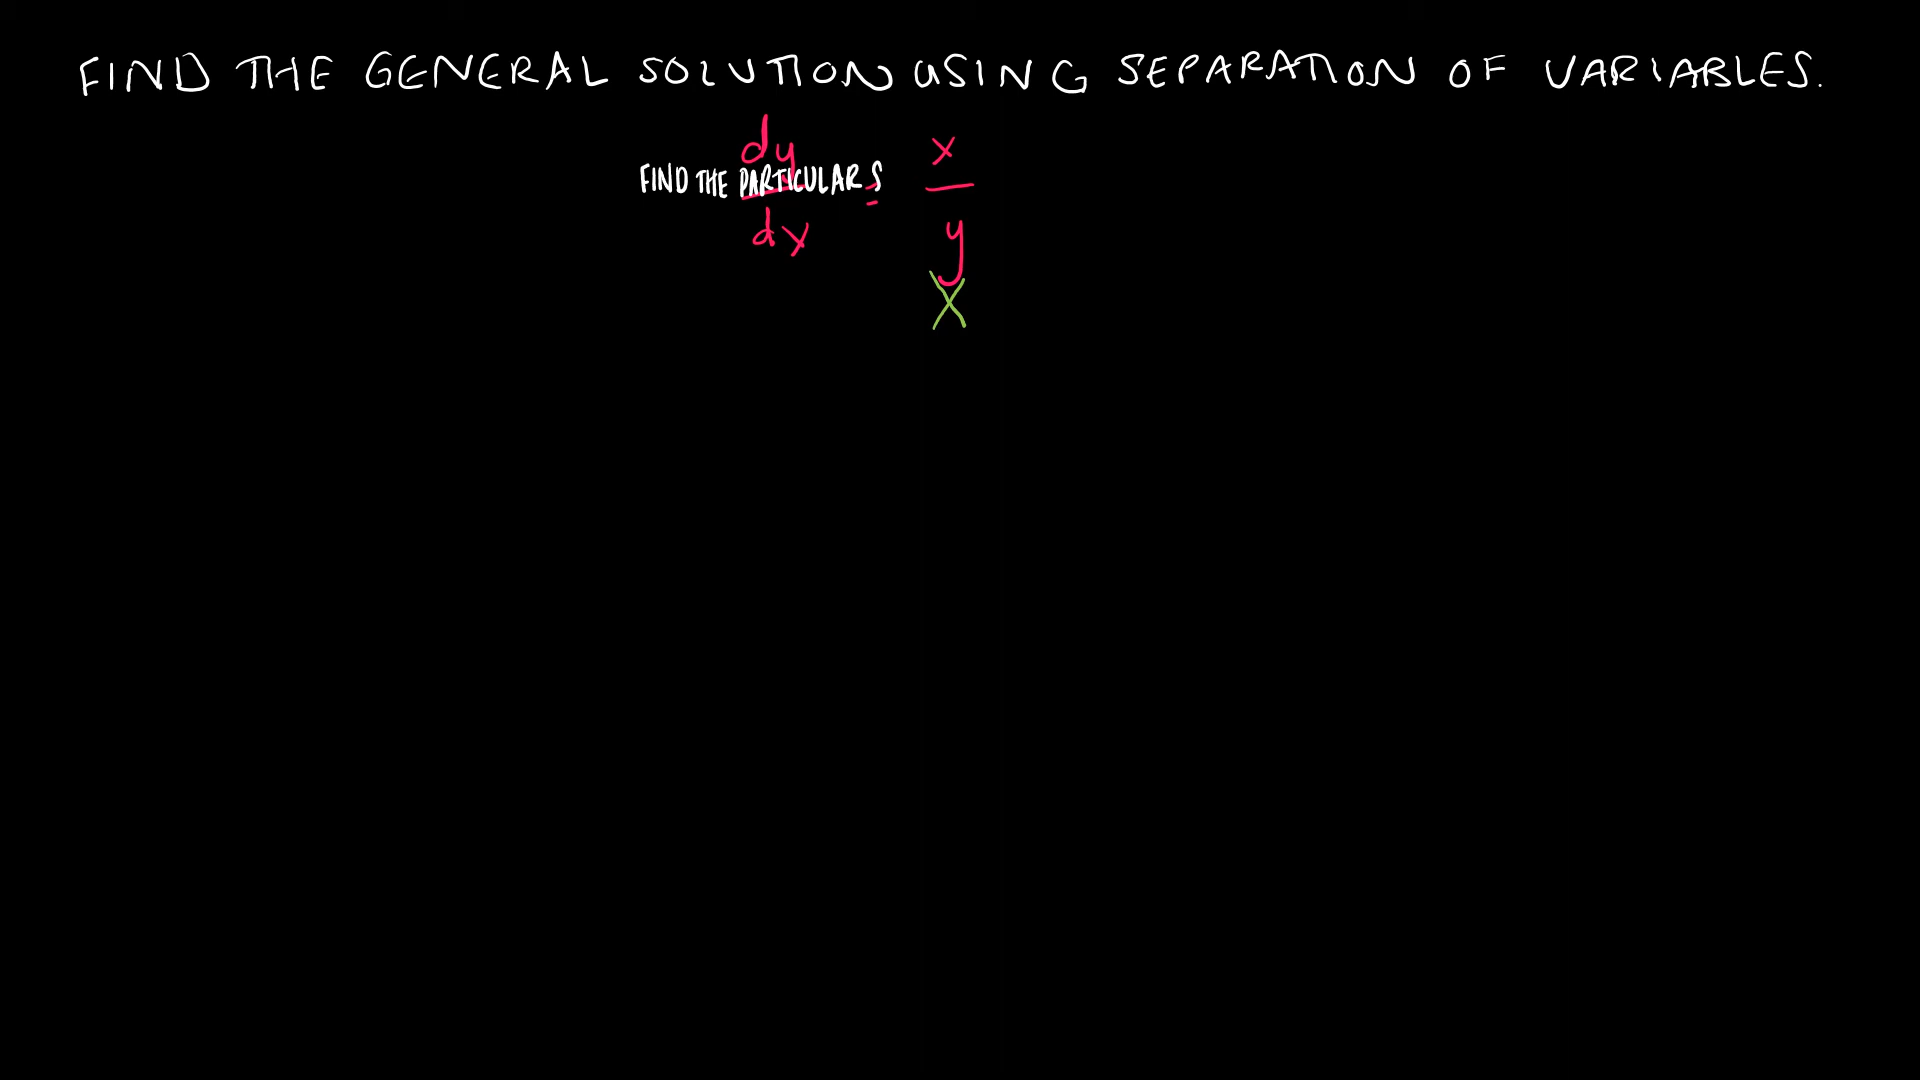 FIND THE GENERAL SOLUTION USING SEPARATION OF VARIABLES.
dy/dx = x/y
FIND THE PARTICULAR S
X